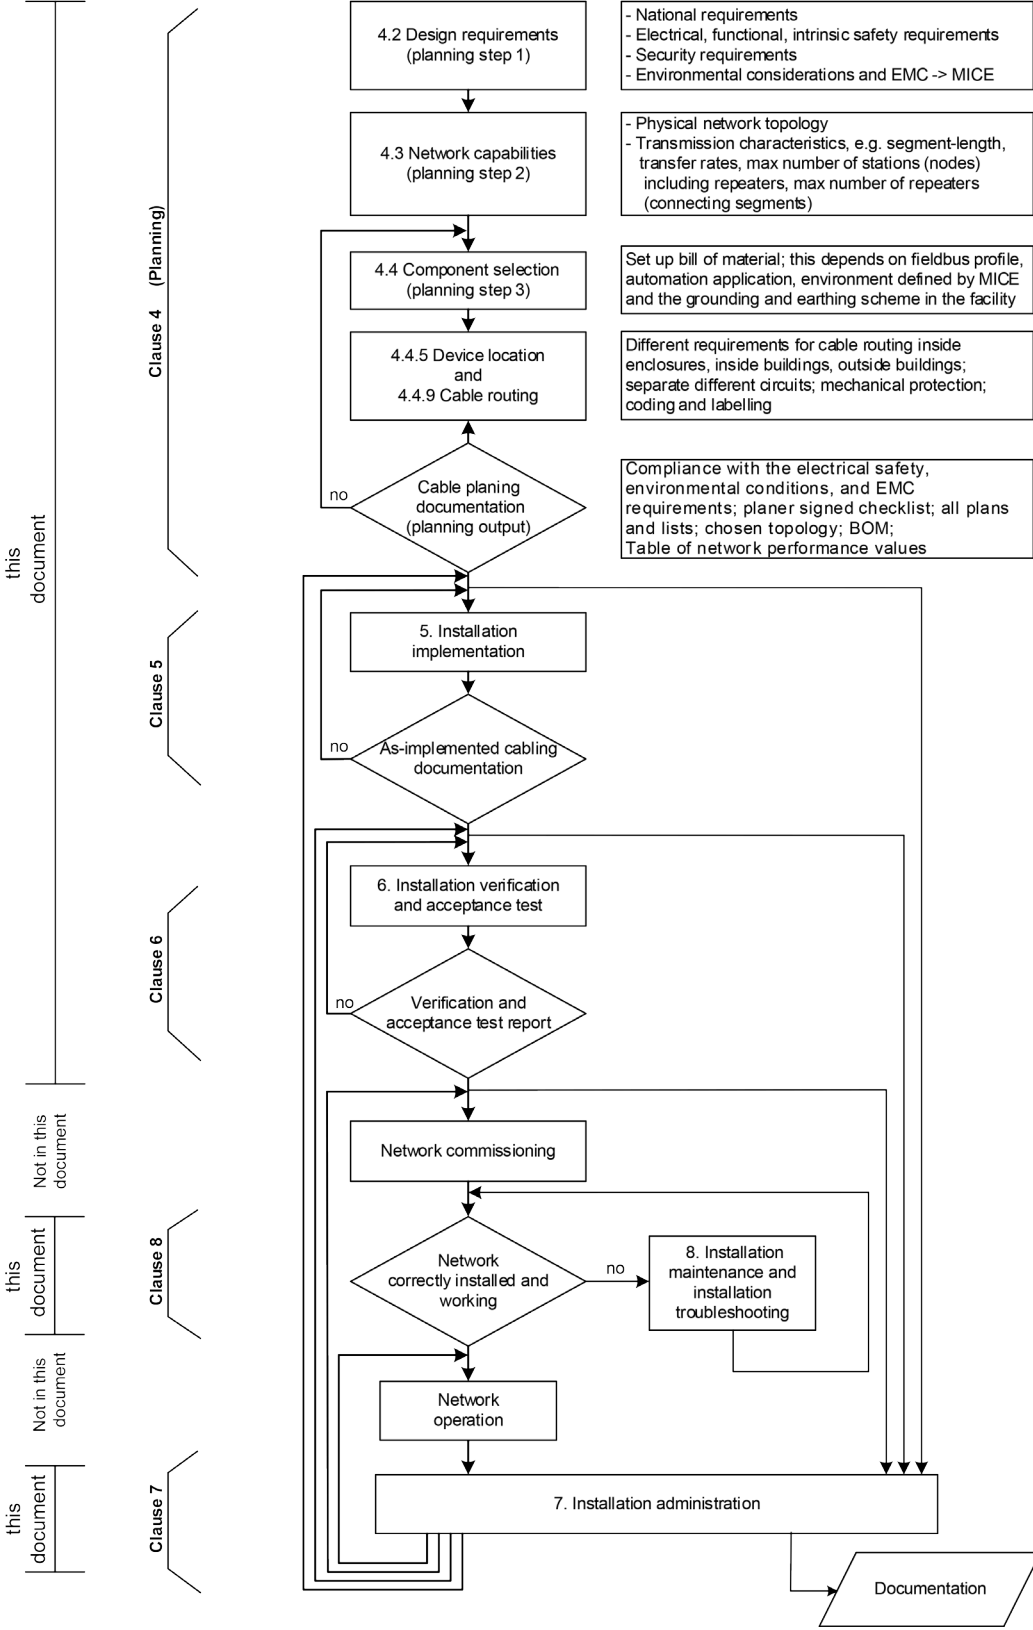 4.2 Design requirements
(planning step 1)
- National requirements
- Electrical, functional, intrinsic safety requirements
- Security requirements
- Environmental considerations and EMC -> MICE
4.3 Network capabilities
(planning step 2)
- Physical network topology
- Transmission characteristics, e.g. segment-length,
transfer rates, max number of stations (nodes)
including repeaters, max number of repeaters
(connecting segments)
Clause 4 (Planning)
4.4 Component selection
(planning step 3)
Set up bill of material; this depends on fieldbus profile,
automation application, environment defined by MICE
and the grounding and earthing scheme in the facility
4.4.5 Device location
and
4.4.9 Cable routing
Different requirements for cable routing inside
enclosures, inside buildings, outside buildings;
separate different circuits; mechanical protection;
coding and labelling
no
Cable planing
documentation
(planning output)
Compliance with the electrical safety,
environmental conditions, and EMC
requirements; planer signed checklist; all plans
and lists; chosen topology; BOM;
Table of network performance values
this
document
Clause 5
5. Installation
implementation
no
As-implemented cabling
documentation
Clause 6
6. Installation verification
and acceptance test
no
Verification and
acceptance test report
Not in this
document
Network commissioning
this
document
Clause 8
Network
correctly installed and
working
no
8. Installation
maintenance and
installation
troubleshooting
Not in this
document
Network
operation
this
document
Clause 7
7. Installation administration
Documentation